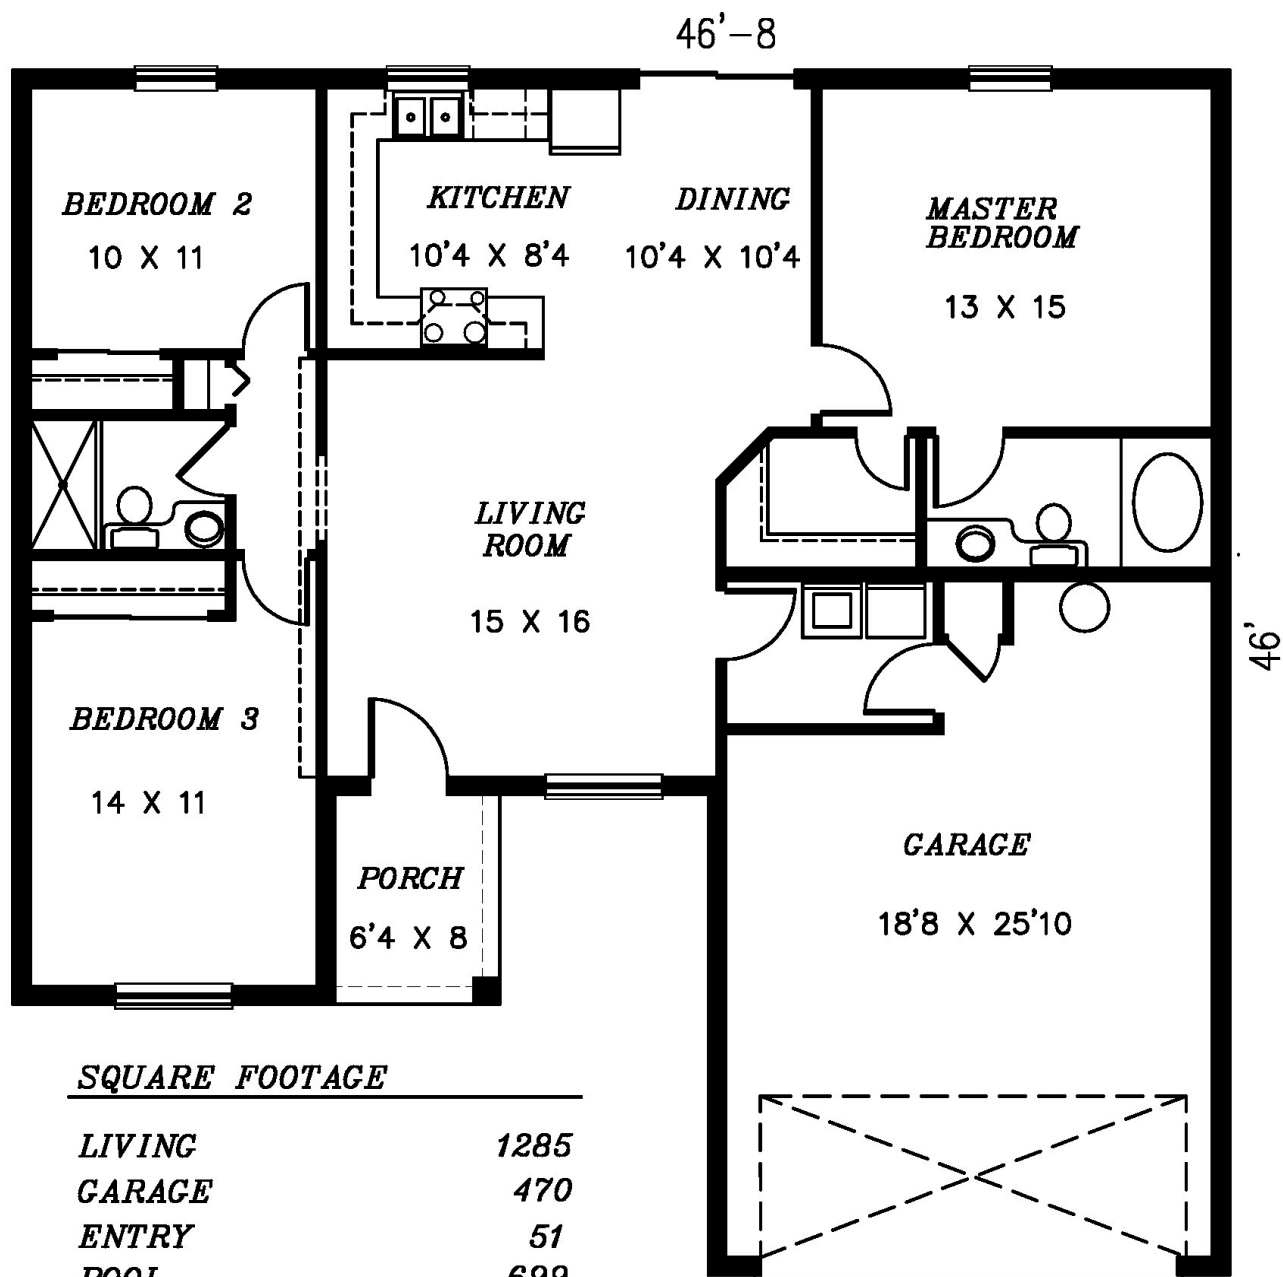 46'-8
BEDROOM 2
10 X 11
KITCHEN
10'4 X 8'4
DINING
10'4 X 10'4
MASTER
BEDROOM
13 X 15
LIVING
ROOM
15 X 16
46'
BEDROOM 3
14 X 11
PORCH
6'4 X 8
GARAGE
18'8 X 25'10
SQUARE FOOTAGE
LIVING 1285
GARAGE 470
ENTRY 51